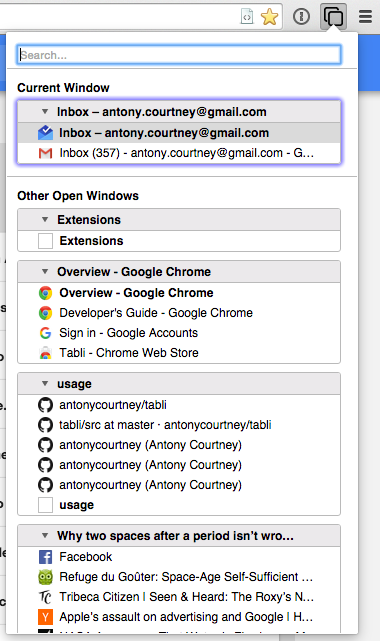 Search...
Current Window
Inbox – antony.courtney@gmail.com
Inbox – antony.courtney@gmail.com
Inbox (357) - antony.courtney@gmail.com - G...
Other Open Windows
Extensions
Extensions
Overview - Google Chrome
Overview - Google Chrome
Developer's Guide - Google Chrome
Sign in - Google Accounts
Tabli - Chrome Web Store
usage
antonycourtney/tabli
tabli/src at master · antonycourtney/tabli
antonycourtney (Antony Courtney)
antonycourtney (Antony Courtney)
antonycourtney (Antony Courtney)
usage
Why two spaces after a period isn't wro...
Facebook
Refuge du Goûter: Space-Age Self-Sufficient ...
Tribeca Citizen | Seen & Heard: The Roxy's N...
Apple's assault on advertising and Google | H...